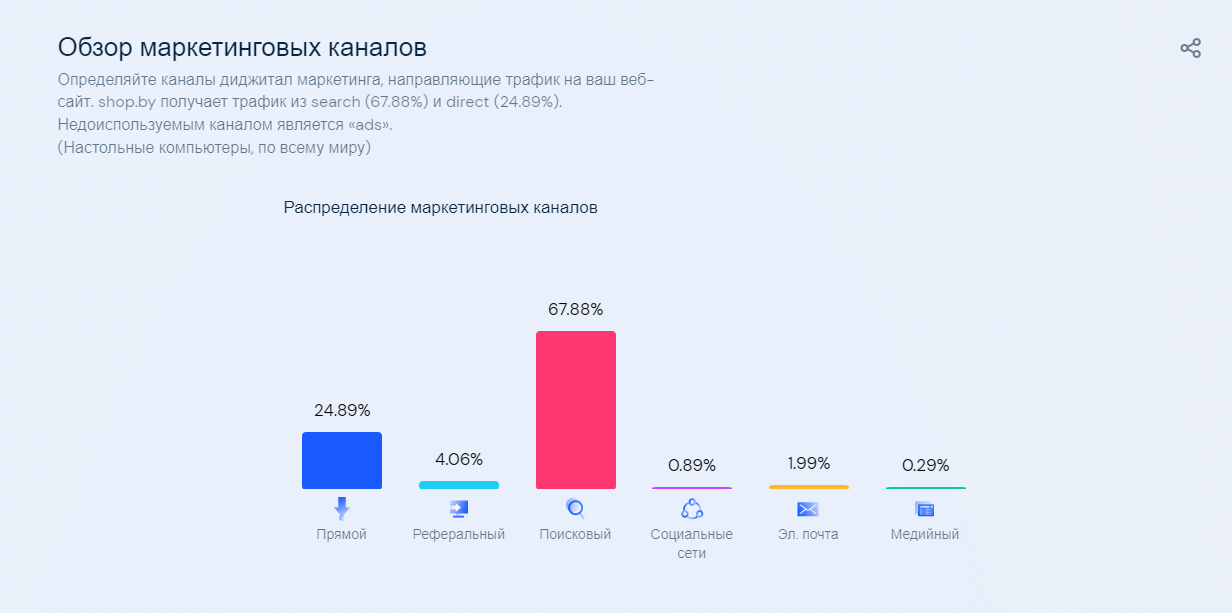 Обзор маркетинговых каналов
Определяйте каналы диджитал маркетинга, направляющие трафик на ваш веб-
сайт. shop.by получает трафик из search (67.88%) и direct (24.89%).
Недоиспользуемым каналом является «ads».
(Настольные компьютеры, по всему миру)
Распределение маркетинговых каналов
24.89%
4.06%
67.88%
0.89%
1.99%
0.29%
Прямой
Реферальный
Поисковый
Социальные
сети
Эл. почта
Медийный